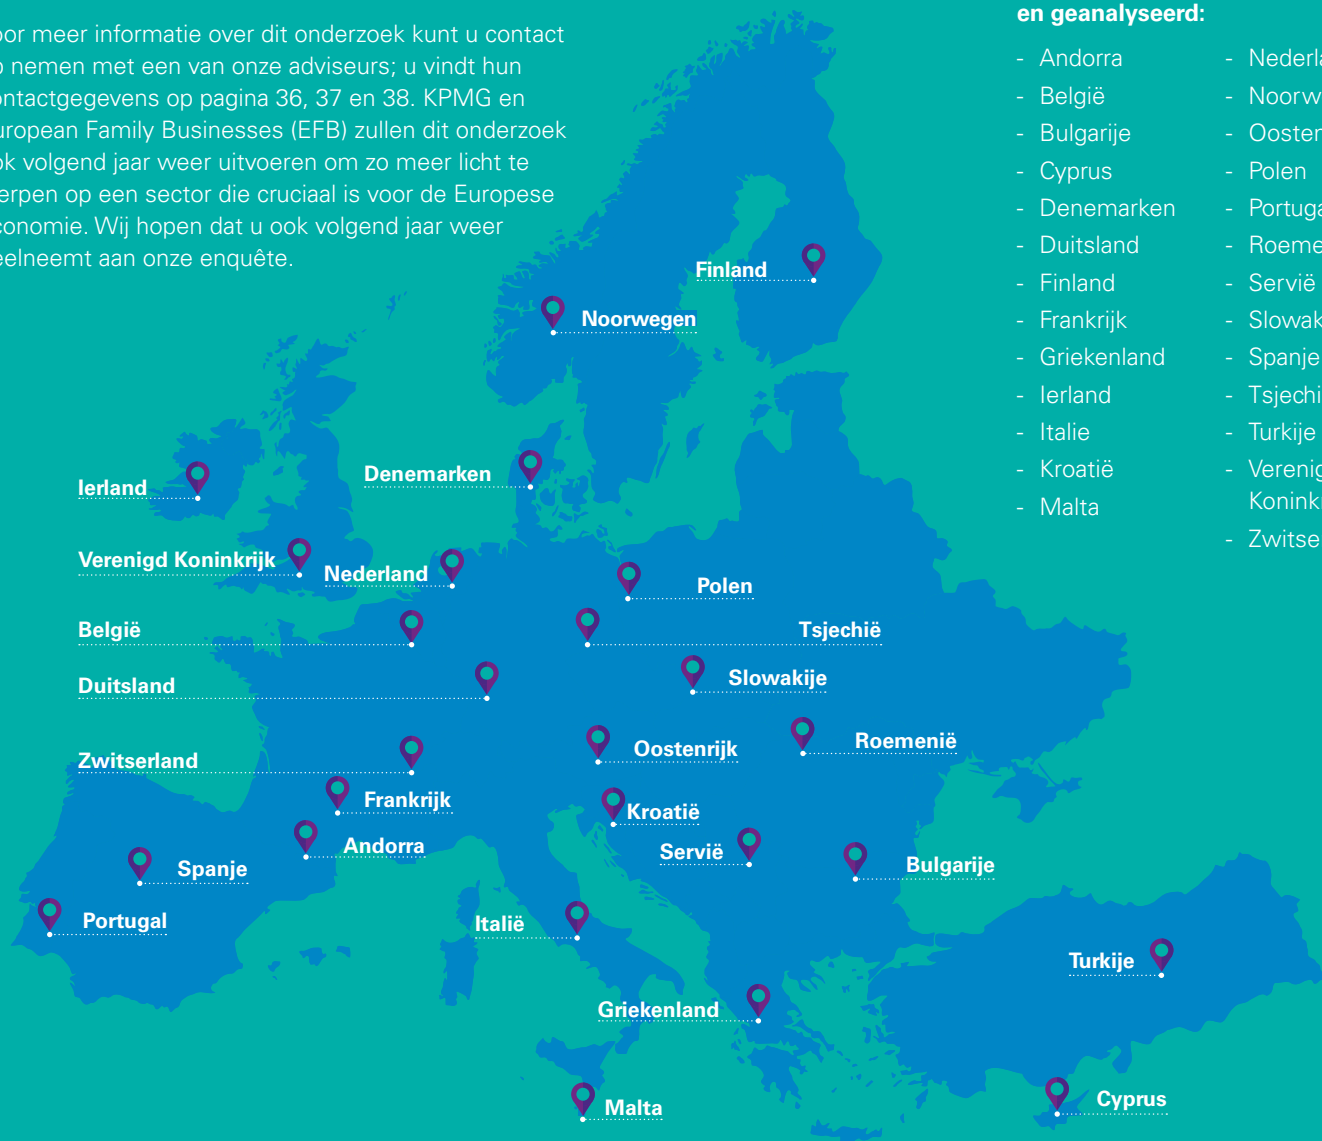 or meer informatie over dit onderzoek kunt u contact
nemen met een van onze adviseurs; u vindt hun
ntactgegevens op pagina 36, 37 en 38. KPMG en
ropean Family Businesses (EFB) zullen dit onderzoek
k volgend jaar weer uitvoeren om zo meer licht te
erpen op een sector die cruciaal is voor de Europese
conomie. Wij hopen dat u ook volgend jaar weer
eelneemt aan onze enquête.
en geanalyseerd:
- Andorra
- België
- Bulgarije
- Cyprus
- Denemarken
- Duitsland
- Finland
- Frankrijk
- Griekenland
- Ierland
- Italie
- Kroatië
- Malta
- Nederla
- Noorw
- Ooster
- Polen
- Portuga
- Roeme
- Servië
- Slowak
- Spanje
- Tsjechi
- Turkije
- Verenig
Koninkr
- Zwitse
Finland
Noorwegen
Denemarken
Ierland
Verenigd Koninkrijk
Nederland
Polen
België
Tsjechië
Duitsland
Slowakije
Zwitserland
Oostenrijk
Roemenië
Frankrijk
Kroatië
Andorra
Servië
Spanje
Bulgarije
Portugal
Italië
Turkije
Griekenland
Malta
Cyprus